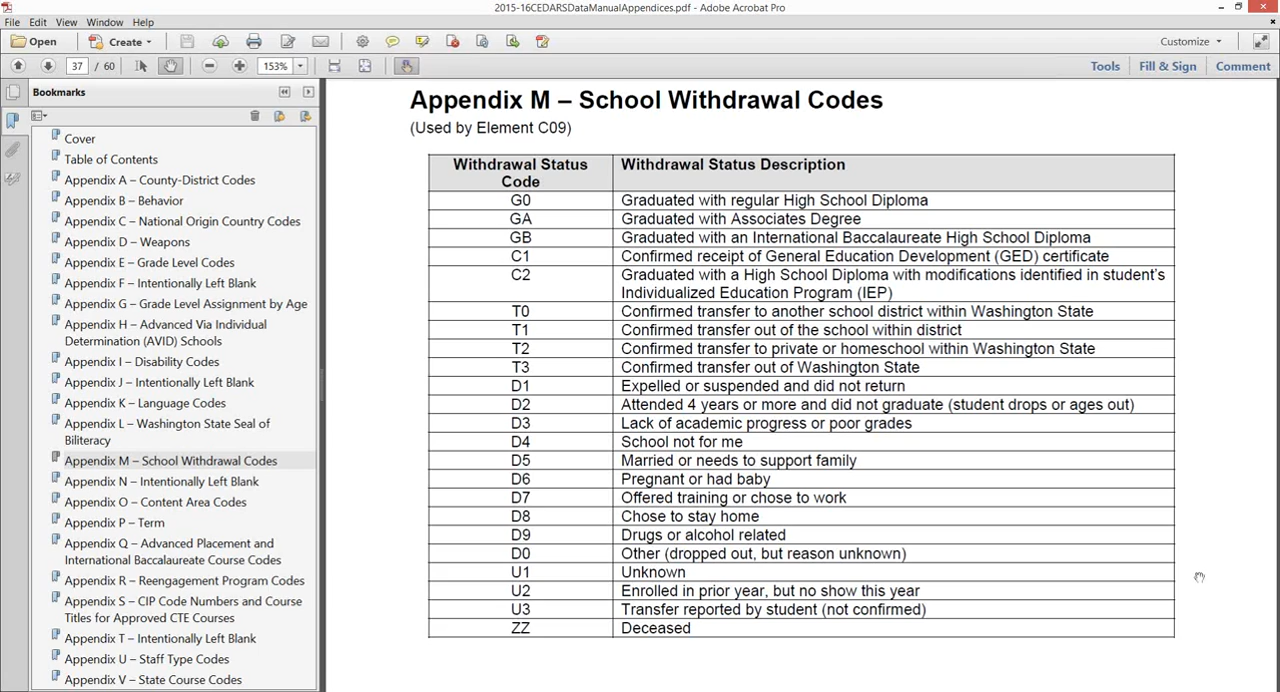 2015-16CEDARSDataManualAppendices.pdf - Adobe Acrobat Pro
File Edit View Window Help
Open Create Customize
37 / 60 153% Tools Fill & Sign Comment
Bookmarks
Cover
Table of Contents
Appendix A – County-District Codes
Appendix B – Behavior
Appendix C – National Origin Country Codes
Appendix D – Weapons
Appendix E – Grade Level Codes
Appendix F – Intentionally Left Blank
Appendix G – Grade Level Assignment by Age
Appendix H – Advanced Via Individual
Determination (AVID) Schools
Appendix I – Disability Codes
Appendix J – Intentionally Left Blank
Appendix K – Language Codes
Appendix L – Washington State Seal of
Biliteracy
Appendix M – School Withdrawal Codes
Appendix N – Intentionally Left Blank
Appendix O – Content Area Codes
Appendix P – Term
Appendix Q – Advanced Placement and
International Baccalaureate Course Codes
Appendix R – Reengagement Program Codes
Appendix S – CIP Code Numbers and Course
Titles for Approved CTE Courses
Appendix T – Intentionally Left Blank
Appendix U – Staff Type Codes
Appendix V – State Course Codes
Appendix M – School Withdrawal Codes
(Used by Element C09)
Withdrawal Status Withdrawal Status Description
Code
G0 Graduated with regular High School Diploma
GA Graduated with Associates Degree
GB Graduated with an International Baccalaureate High School Diploma
C1 Confirmed receipt of General Education Development (GED) certificate
C2 Graduated with a High School Diploma with modifications identified in student's
Individualized Education Program (IEP)
T0 Confirmed transfer to another school district within Washington State
T1 Confirmed transfer out of the school within district
T2 Confirmed transfer to private or homeschool within Washington State
T3 Confirmed transfer out of Washington State
D1 Expelled or suspended and did not return
D2 Attended 4 years or more and did not graduate (student drops or ages out)
D3 Lack of academic progress or poor grades
D4 School not for me
D5 Married or needs to support family
D6 Pregnant or had baby
D7 Offered training or chose to work
D8 Chose to stay home
D9 Drugs or alcohol related
D0 Other (dropped out, but reason unknown)
U1 Unknown
U2 Enrolled in prior year, but no show this year
U3 Transfer reported by student (not confirmed)
ZZ Deceased